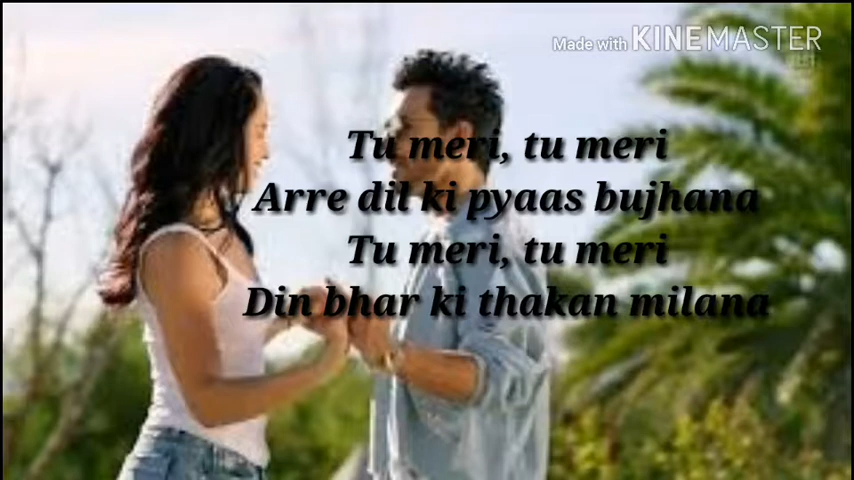 Made with KINEMASTER
Tu meri, tu meri
Arre dil ki pyaas bujhana
Tu meri, tu meri
Din bhar ki thakan milana